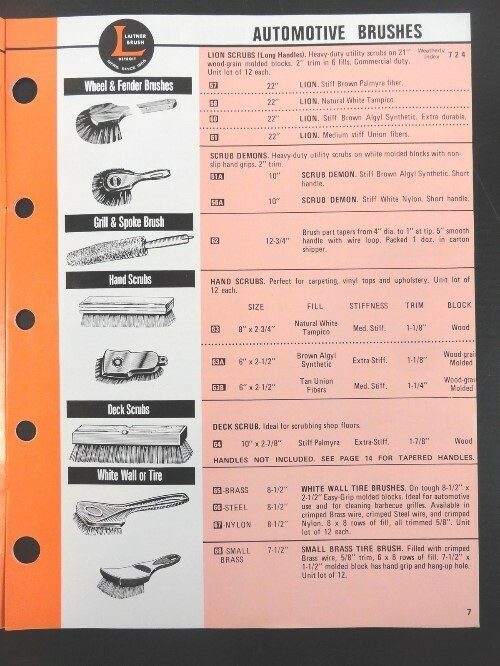 L
LAITNER
BRUSH
DETROIT
AUTOMOTIVE BRUSHES
Wheel & Fender Brushes
LION SCRUBS (Long Handles). Heavy-duty utility scrubs on 21"
wood-grain molded blocks. 2" trim in 6 fills. Commercial duty.
Unit lot of 12 each.
Weatherly
Index 724
57 22" LION. Stiff Brown Palmyra fiber.
58 22" LION. Natural White Tampico.
60 22" LION. Stiff Brown Algyl Synthetic. Extra durable.
61 22" LION. Medium stiff Union fibers.
SCRUB DEMONS. Heavy-duty utility scrubs on white molded blocks with non-
slip hand grips. 2" trim.
51A 10" SCRUB DEMON. Stiff Brown Algyl Synthetic. Short
handle.
56A 10" SCRUB DEMON. Stiff White Nylon. Short handle.
Grill & Spoke Brush
62 12-3/4" Brush part tapers from 4" dia. to 1" at tip. 5" smooth
handle with wire loop. Packed 1 doz. in carton
shipper.
Hand Scrubs
HAND SCRUBS. Perfect for carpeting, vinyl tops and upholstery. Unit lot of
12 each.
SIZE FILL STIFFNESS TRIM BLOCK
63 8" x 2-3/4" Natural White
Tampico Med. Stiff. 1-1/8" Wood
63A 6" x 2-1/2" Brown Algyl
Synthetic Extra-Stiff. 1-1/8" Wood-grain
Molded
63B 6" x 2-1/2" Tan Union
Fibers Med. Stiff. 1-1/4" Wood-grain
Molded
Deck Scrubs
DECK SCRUB. Ideal for scrubbing shop floors.
64 10" x 2-7/8" Stiff Palmyra Extra-Stiff. 1-7/8" Wood
HANDLES NOT INCLUDED. SEE PAGE 14 FOR TAPERED HANDLES.
White Wall or Tire
65-BRASS 8-1/2"
66-STEEL 8-1/2"
67-NYLON 8-1/2"
WHITE WALL TIRE BRUSHES. On tough 8-1/2" x
2-1/2" Easy-Grip molded blocks. Ideal for automotive
use and for cleaning barbecue grilles. Available in
crimped Brass wire, crimped Steel wire, and crimped
Nylon. 8 x 8 rows of fill, all trimmed 5/8". Unit
lot of 12 each.
68-SMALL
BRASS 7-1/2"
SMALL BRASS TIRE BRUSH. Filled with crimped
Brass wire, 5/8" trim, 6 x 8 rows of fill. 7-1/2" x
1-1/2" molded block has hand grip and hang-up hole.
Unit lot of 12.
7